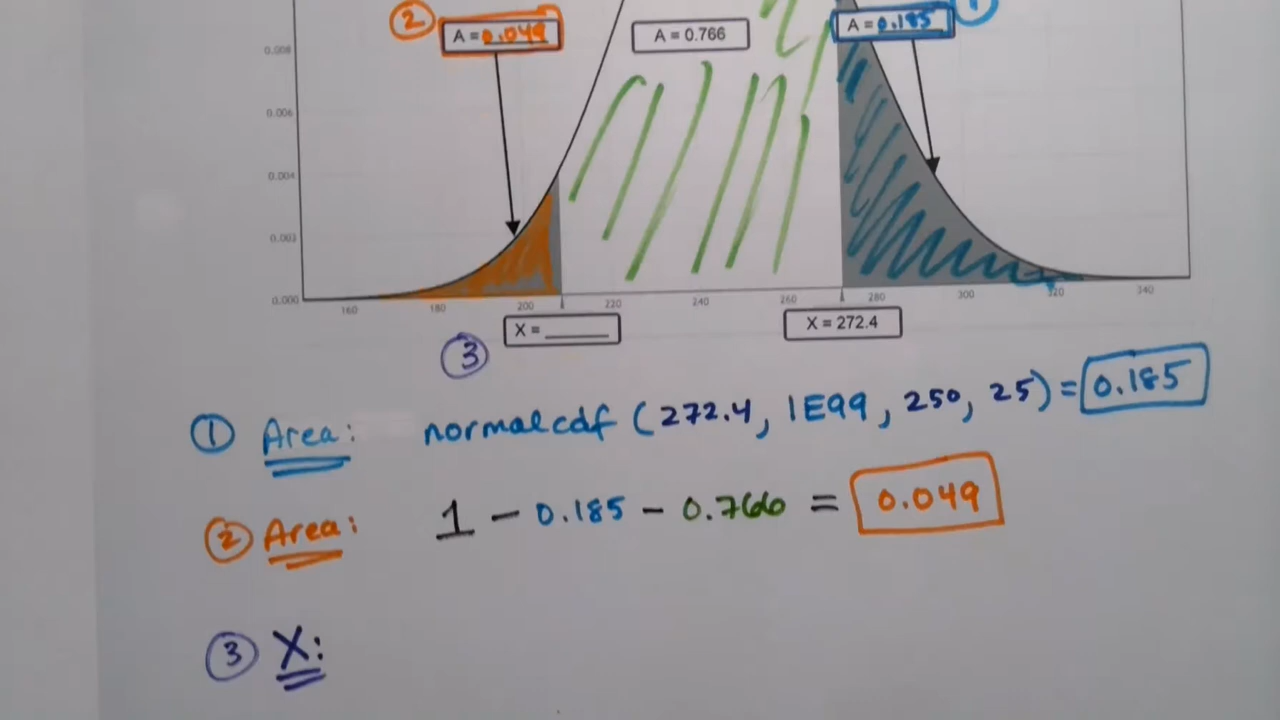 ②
A = 0.049
A = 0.766
A = 0.185
①
0.008
0.006
0.004
0.002
0.000
160 180 200 220 240 260 280 300 320 340
X = ______
X = 272.4
③
① Area: normalcdf (272.4, 1E99, 250, 25) = 0.185
② Area: 1 - 0.185 - 0.766 = 0.049
③ X: